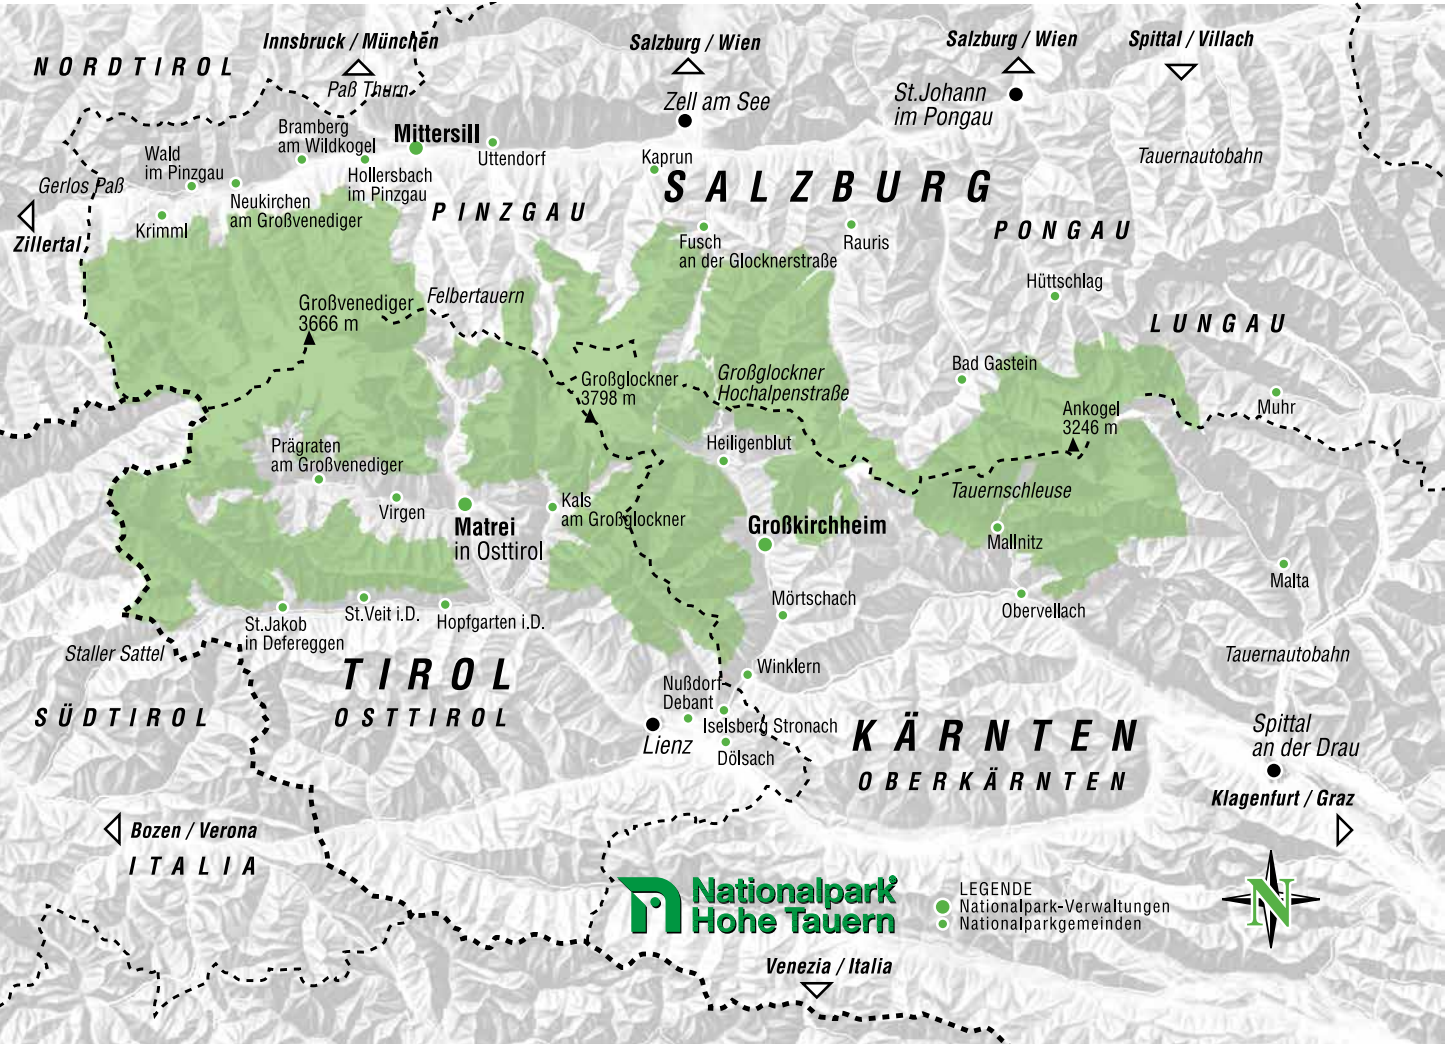 Innsbruck / München
Salzburg / Wien
Salzburg / Wien
Spittal / Villach
NORDTIROL
Paß Thurn
Zell am See
St.Johann
im Pongau
Bramberg
am Wildkogel
Mittersill
Uttendorf
Kaprun
Tauernautobahn
Wald
im Pinzgau
Hollersbach
im Pinzgau
SALZBURG
Gerlos Paß
Neukirchen
am Großvenediger
PINZGAU
Krimml
Zillertal
Fusch
an der Glocknerstraße
Rauris
PONGAU
Hüttschlag
Großvenediger
3666 m
Felbertauern
LUNGAU
Großglockner
3798 m
Großglockner
Hochalpenstraße
Bad Gastein
Ankogel
3246 m
Muhr
Prägraten
am Großvenediger
Heiligenblut
Tauernschleuse
Virgen
Matrei
in Osttirol
Kals
am Großglockner
Großkirchheim
Mallnitz
Malta
Mörtschach
Obervellach
St.Jakob
in Defereggen
St.Veit i.D.
Hopfgarten i.D.
Staller Sattel
TIROL
Winklern
Tauernautobahn
Nußdorf-
Debant
SÜDTIROL
OSTTIROL
Iselsberg Stronach
Lienz
Dölsach
KÄRNTEN
OBERKÄRNTEN
Spittal
an der Drau
Klagenfurt / Graz
Bozen / Verona
ITALIA
Nationalpark®
Hohe Tauern
LEGENDE
Nationalpark-Verwaltungen
Nationalparkgemeinden
N
Venezia / Italia